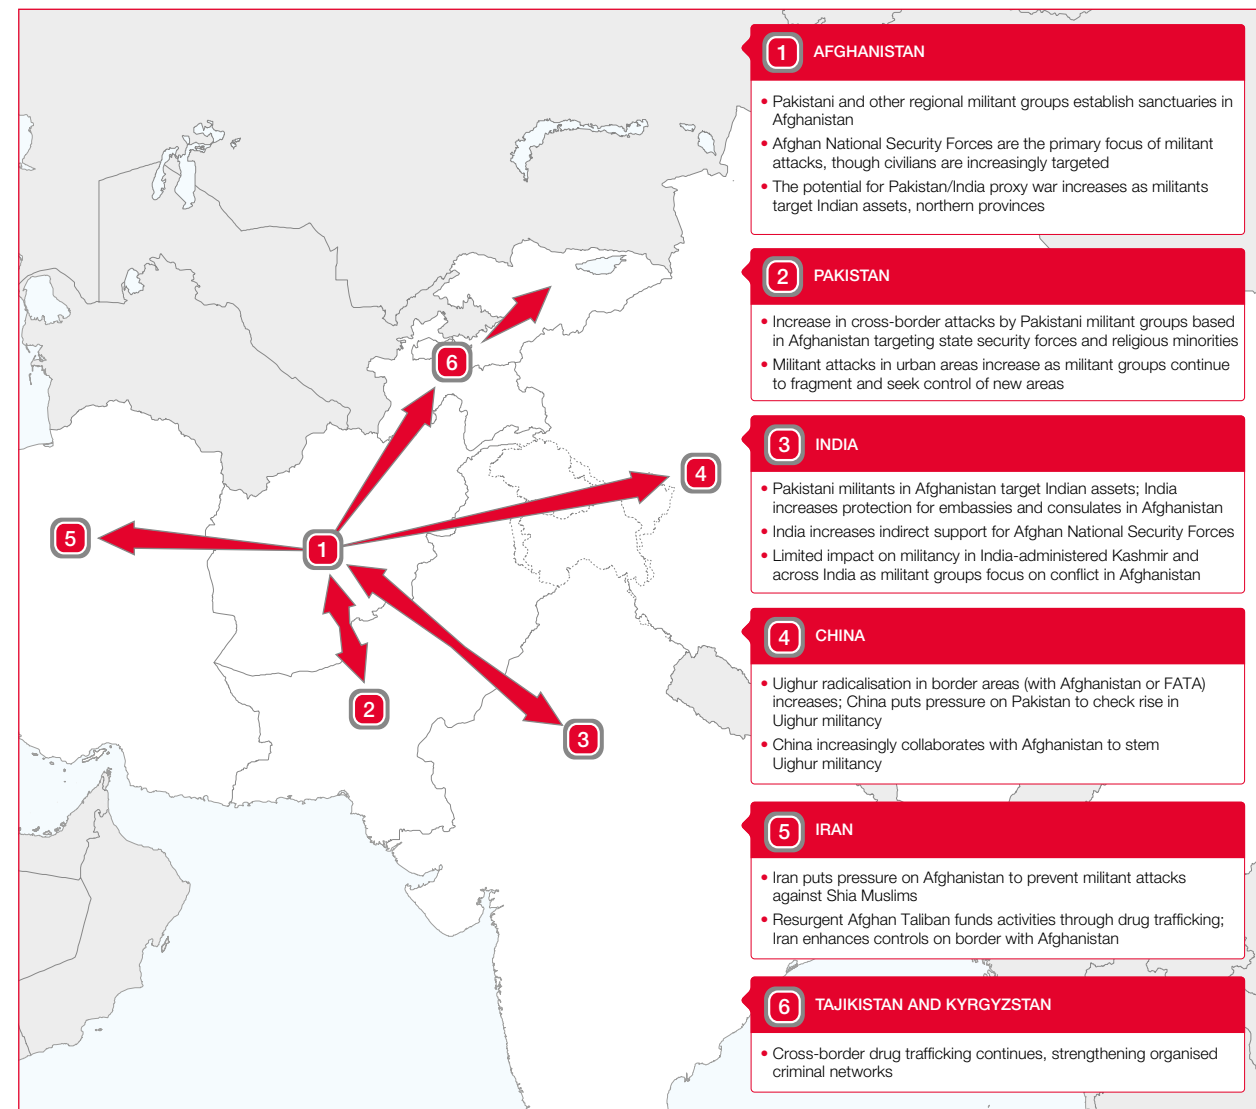 1 AFGHANISTAN
• Pakistani and other regional militant groups establish sanctuaries in
Afghanistan
• Afghan National Security Forces are the primary focus of militant
attacks, though civilians are increasingly targeted
• The potential for Pakistan/India proxy war increases as militants
target Indian assets, northern provinces
2 PAKISTAN
• Increase in cross-border attacks by Pakistani militant groups based
in Afghanistan targeting state security forces and religious minorities
• Militant attacks in urban areas increase as militant groups continue
to fragment and seek control of new areas
3 INDIA
• Pakistani militants in Afghanistan target Indian assets; India
increases protection for embassies and consulates in Afghanistan
• India increases indirect support for Afghan National Security Forces
• Limited impact on militancy in India-administered Kashmir and
across India as militant groups focus on conflict in Afghanistan
4 CHINA
• Uighur radicalisation in border areas (with Afghanistan or FATA)
increases; China puts pressure on Pakistan to check rise in
Uighur militancy
• China increasingly collaborates with Afghanistan to stem
Uighur militancy
5 IRAN
• Iran puts pressure on Afghanistan to prevent militant attacks
against Shia Muslims
• Resurgent Afghan Taliban funds activities through drug trafficking;
Iran enhances controls on border with Afghanistan
6 TAJIKISTAN AND KYRGYZSTAN
• Cross-border drug trafficking continues, strengthening organised
criminal networks
6
4
5
1
2
3